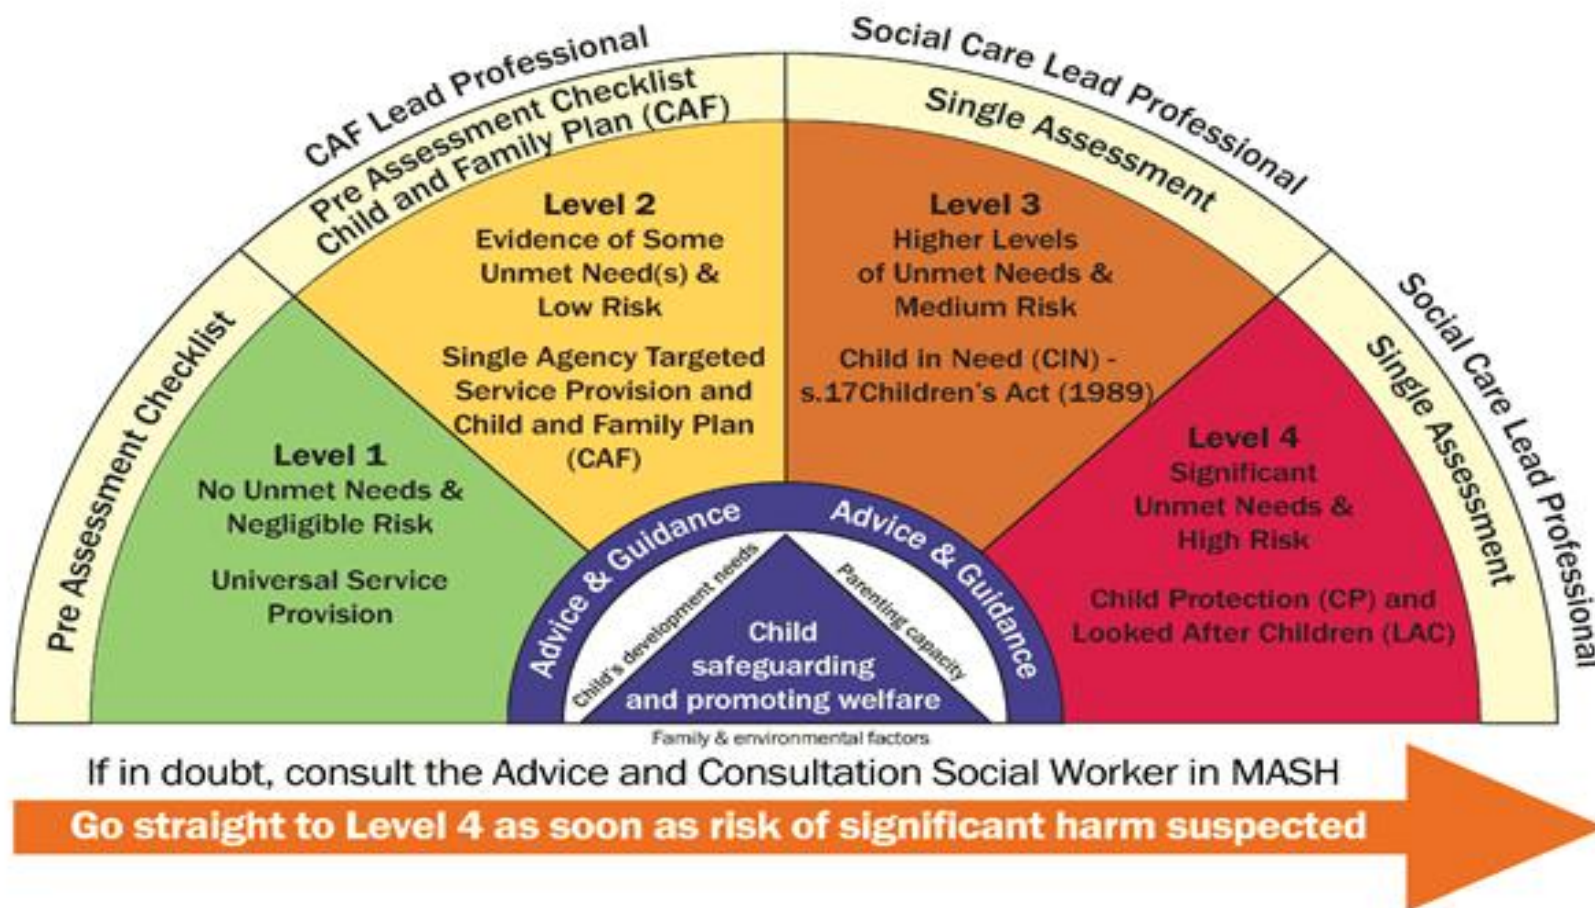 CAF Lead Professional
Social Care Lead Professional
Social Care Lead Professional
Pre Assessment Checklist
Pre Assessment Checklist
Child and Family Plan (CAF)
Single Assessment
Single Assessment
Level 1
No Unmet Needs &
Negligible Risk
Universal Service
Provision
Level 2
Evidence of Some
Unmet Need(s) &
Low Risk
Single Agency Targeted
Service Provision and
Child and Family Plan
(CAF)
Level 3
Higher Levels
of Unmet Needs &
Medium Risk
Child in Need (CIN) -
s.17Children's Act (1989)
Level 4
Significant
Unmet Needs &
High Risk
Child Protection (CP) and
Looked After Children (LAC)
Advice & Guidance
Advice & Guidance
Child's development needs
Parenting capacity
Child
safeguarding
and promoting welfare
Family & environmental factors
If in doubt, consult the Advice and Consultation Social Worker in MASH
Go straight to Level 4 as soon as risk of significant harm suspected